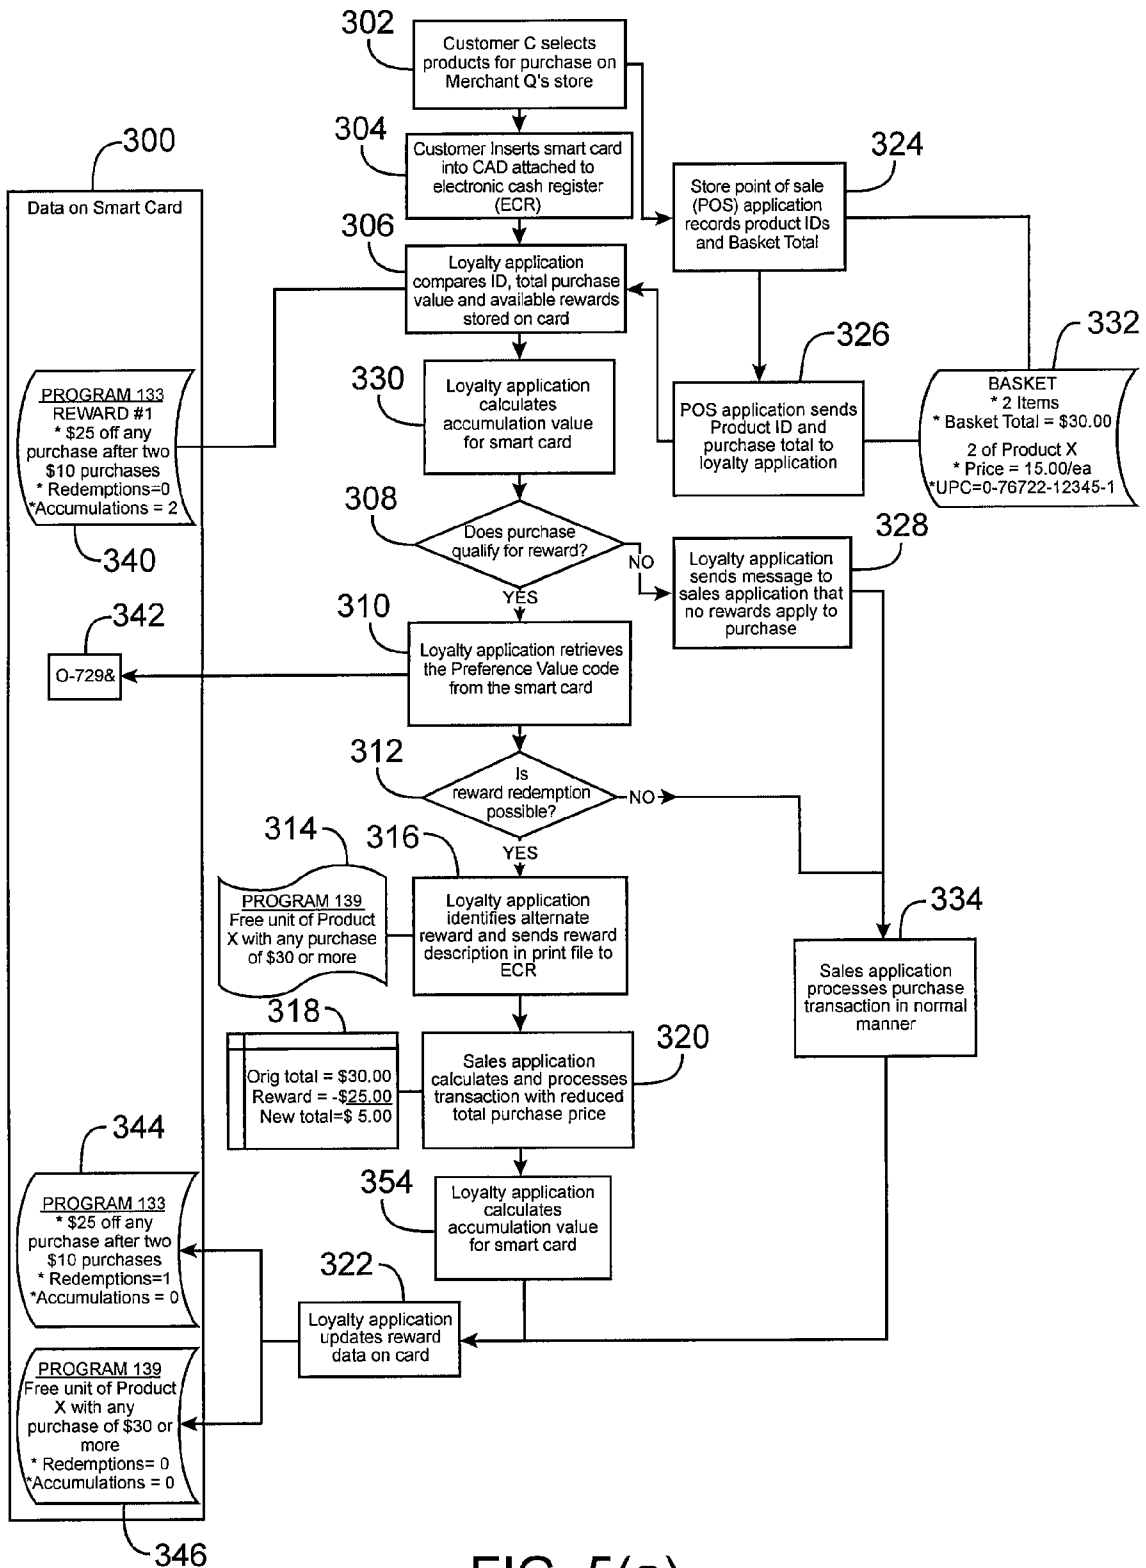 302
Customer C selects
products for purchase on
Merchant Q's store
304
Customer Inserts smart card
into CAD attached to
electronic cash register
(ECR)
324
Store point of sale
(POS) application
records product IDs
and Basket Total
300
Data on Smart Card
306
Loyalty application
compares ID, total purchase
value and available rewards
stored on card
326
POS application sends
Product ID and
purchase total to
loyalty application
332
BASKET
* 2 Items
* Basket Total = $30.00
2 of Product X
* Price = 15.00/ea
*UPC=0-76722-12345-1
330
Loyalty application
calculates
accumulation value
for smart card
PROGRAM 133
REWARD #1
* $25 off any
purchase after two
$10 purchases
* Redemptions=0
*Accumulations = 2
340
308
Does purchase
qualify for reward?
NO
YES
328
Loyalty application
sends message to
sales application that
no rewards apply to
purchase
342
O-729&
310
Loyalty application retrieves
the Preference Value code
from the smart card
312
Is
reward redemption
possible?
NO
YES
314
PROGRAM 139
Free unit of Product
X with any purchase
of $30 or more
316
Loyalty application
identifies alternate
reward and sends reward
description in print file to
ECR
334
Sales application
processes purchase
transaction in normal
manner
318
Orig total = $30.00
Reward = -$25.00
New total=$ 5.00
320
Sales application
calculates and processes
transaction with reduced
total purchase price
344
PROGRAM 133
* $25 off any
purchase after two
$10 purchases
* Redemptions=1
*Accumulations = 0
354
Loyalty application
calculates
accumulation value
for smart card
322
Loyalty application
updates reward
data on card
PROGRAM 139
Free unit of Product
X with any
purchase of $30 or
more
* Redemptions= 0
*Accumulations = 0
346
FIG. 5(a)